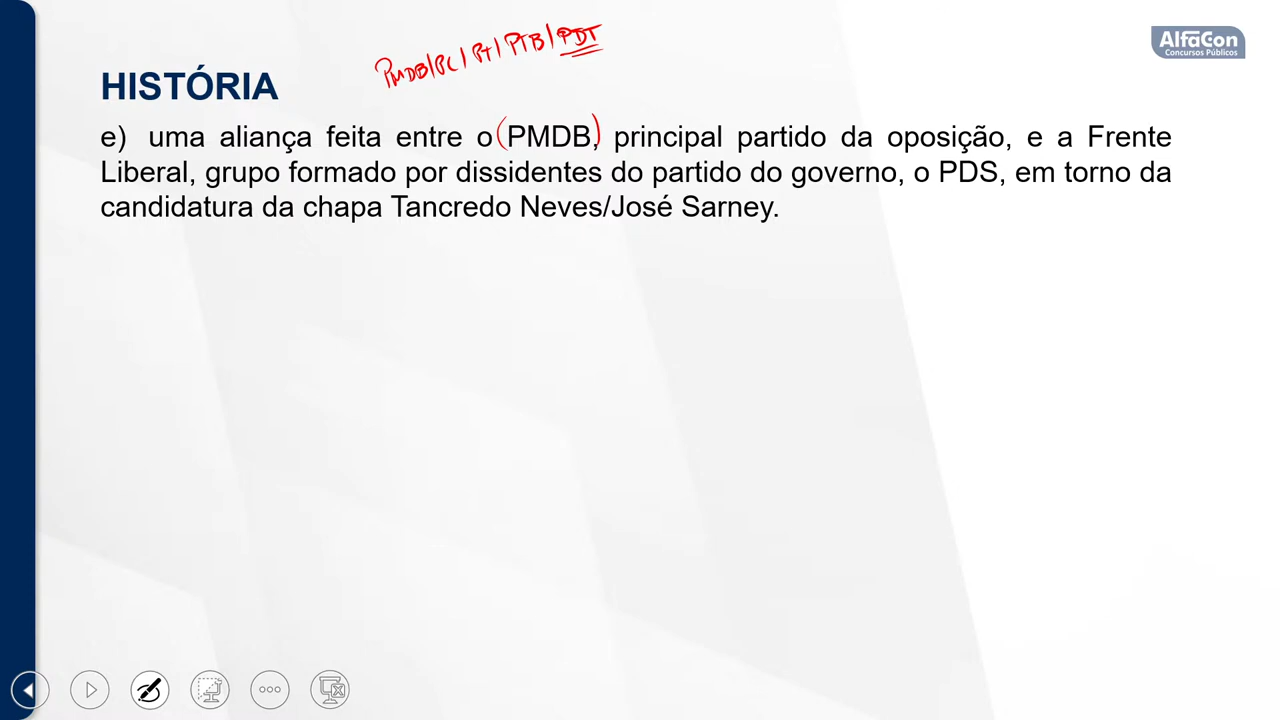 PMDB/PC/PT/PTB/PDT
AlfaCon
Concursos Públicos
HISTÓRIA
e) uma aliança feita entre o (PMDB), principal partido da oposição, e a Frente
Liberal, grupo formado por dissidentes do partido do governo, o PDS, em torno da
candidatura da chapa Tancredo Neves/José Sarney.